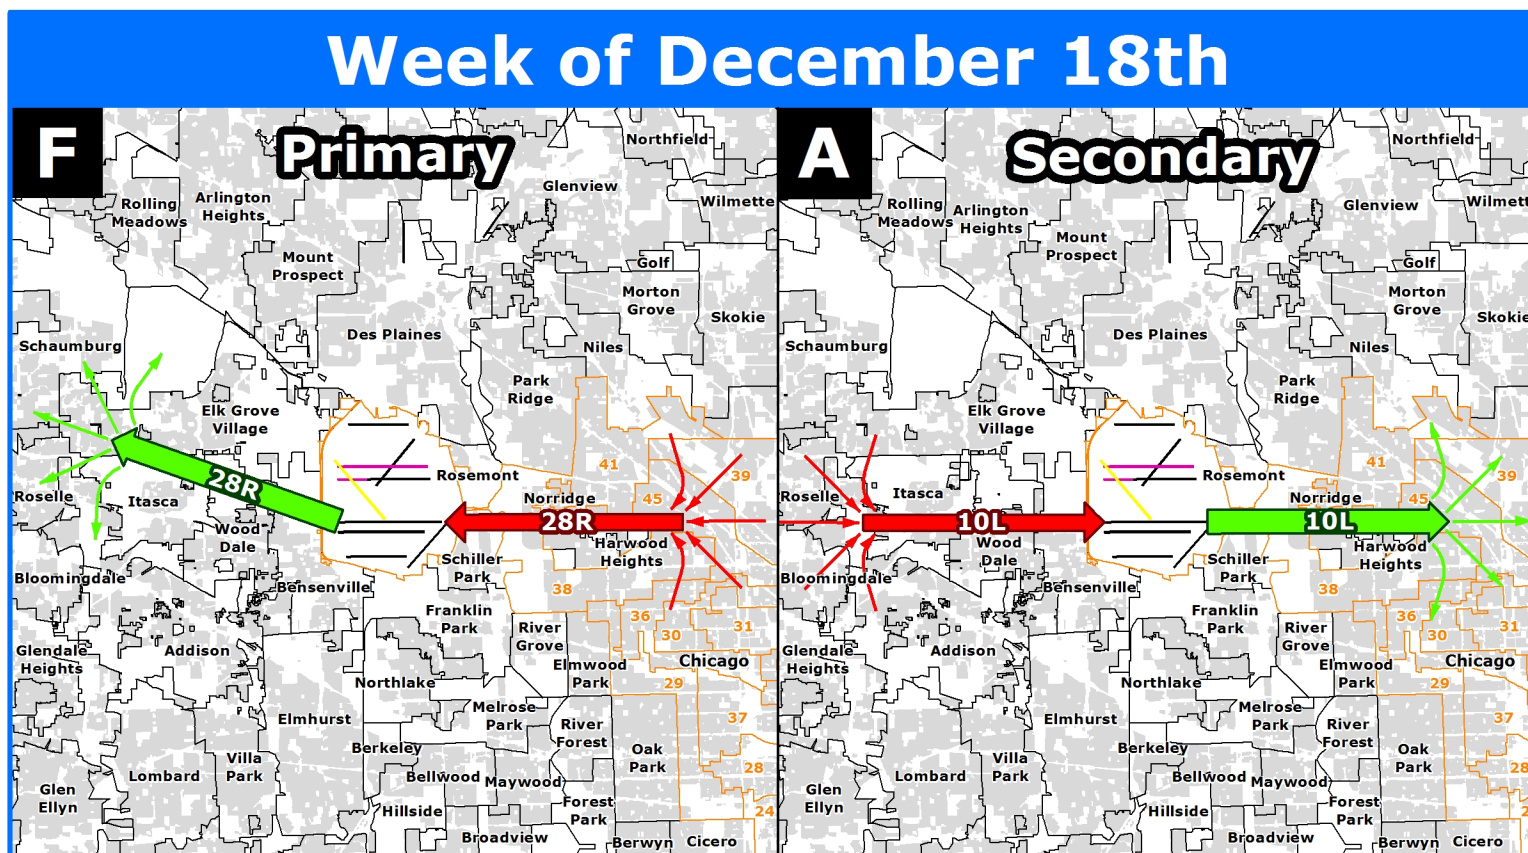 Week of December 18th
F
Primary
Northfield
Glenview
Arlington
Heights
Rolling
Meadows
Wilmette
Mount
Prospect
Golf
Morton
Grove
Skokie
Des Plaines
Schaumburg
Niles
Park
Ridge
Elk Grove
Village
41
39
Rosemont
28R
Roselle
Itasca
Norridge
45
28R
Wood
Dale
Harwood
Heights
Schiller
Park
Bloomingdale
Bensenville
38
Franklin
Park
36
31
River
Grove
30
Glendale
Heights
Addison
Elmwood
Park
Chicago
Northlake
29
Melrose
Park
Elmhurst
River
Forest
37
Berkeley
Oak
Park
Villa
Park
28
Lombard
Bellwood
Maywood
Glen
Ellyn
Forest
Park
Hillside
24
Broadview
Berwyn
Cicero
A
Secondary
Northfield
Rolling
Meadows
Arlington
Heights
Glenview
Wilmett
Mount
Prospect
Golf
Morton
Grove
Skokie
Des Plaines
Schaumburg
Niles
Park
Ridge
Elk Grove
Village
41
39
Rosemont
Roselle
Itasca
Norridge
45
10L
10L
Wood
Dale
Harwood
Heights
Schiller
Park
Bloomingdale
Bensenville
38
Franklin
Park
36
31
River
Grove
30
Glendale
Heights
Addison
Elmwood
Park
Chicago
Northlake
29
Melrose
Park
Elmhurst
River
Forest
37
Berkeley
Oak
Park
Villa
Park
28
Lombard
Bellwood
Maywood
Glen
Ellyn
Forest
Park
Hillside
2
Broadview
Berwyn
Cicero